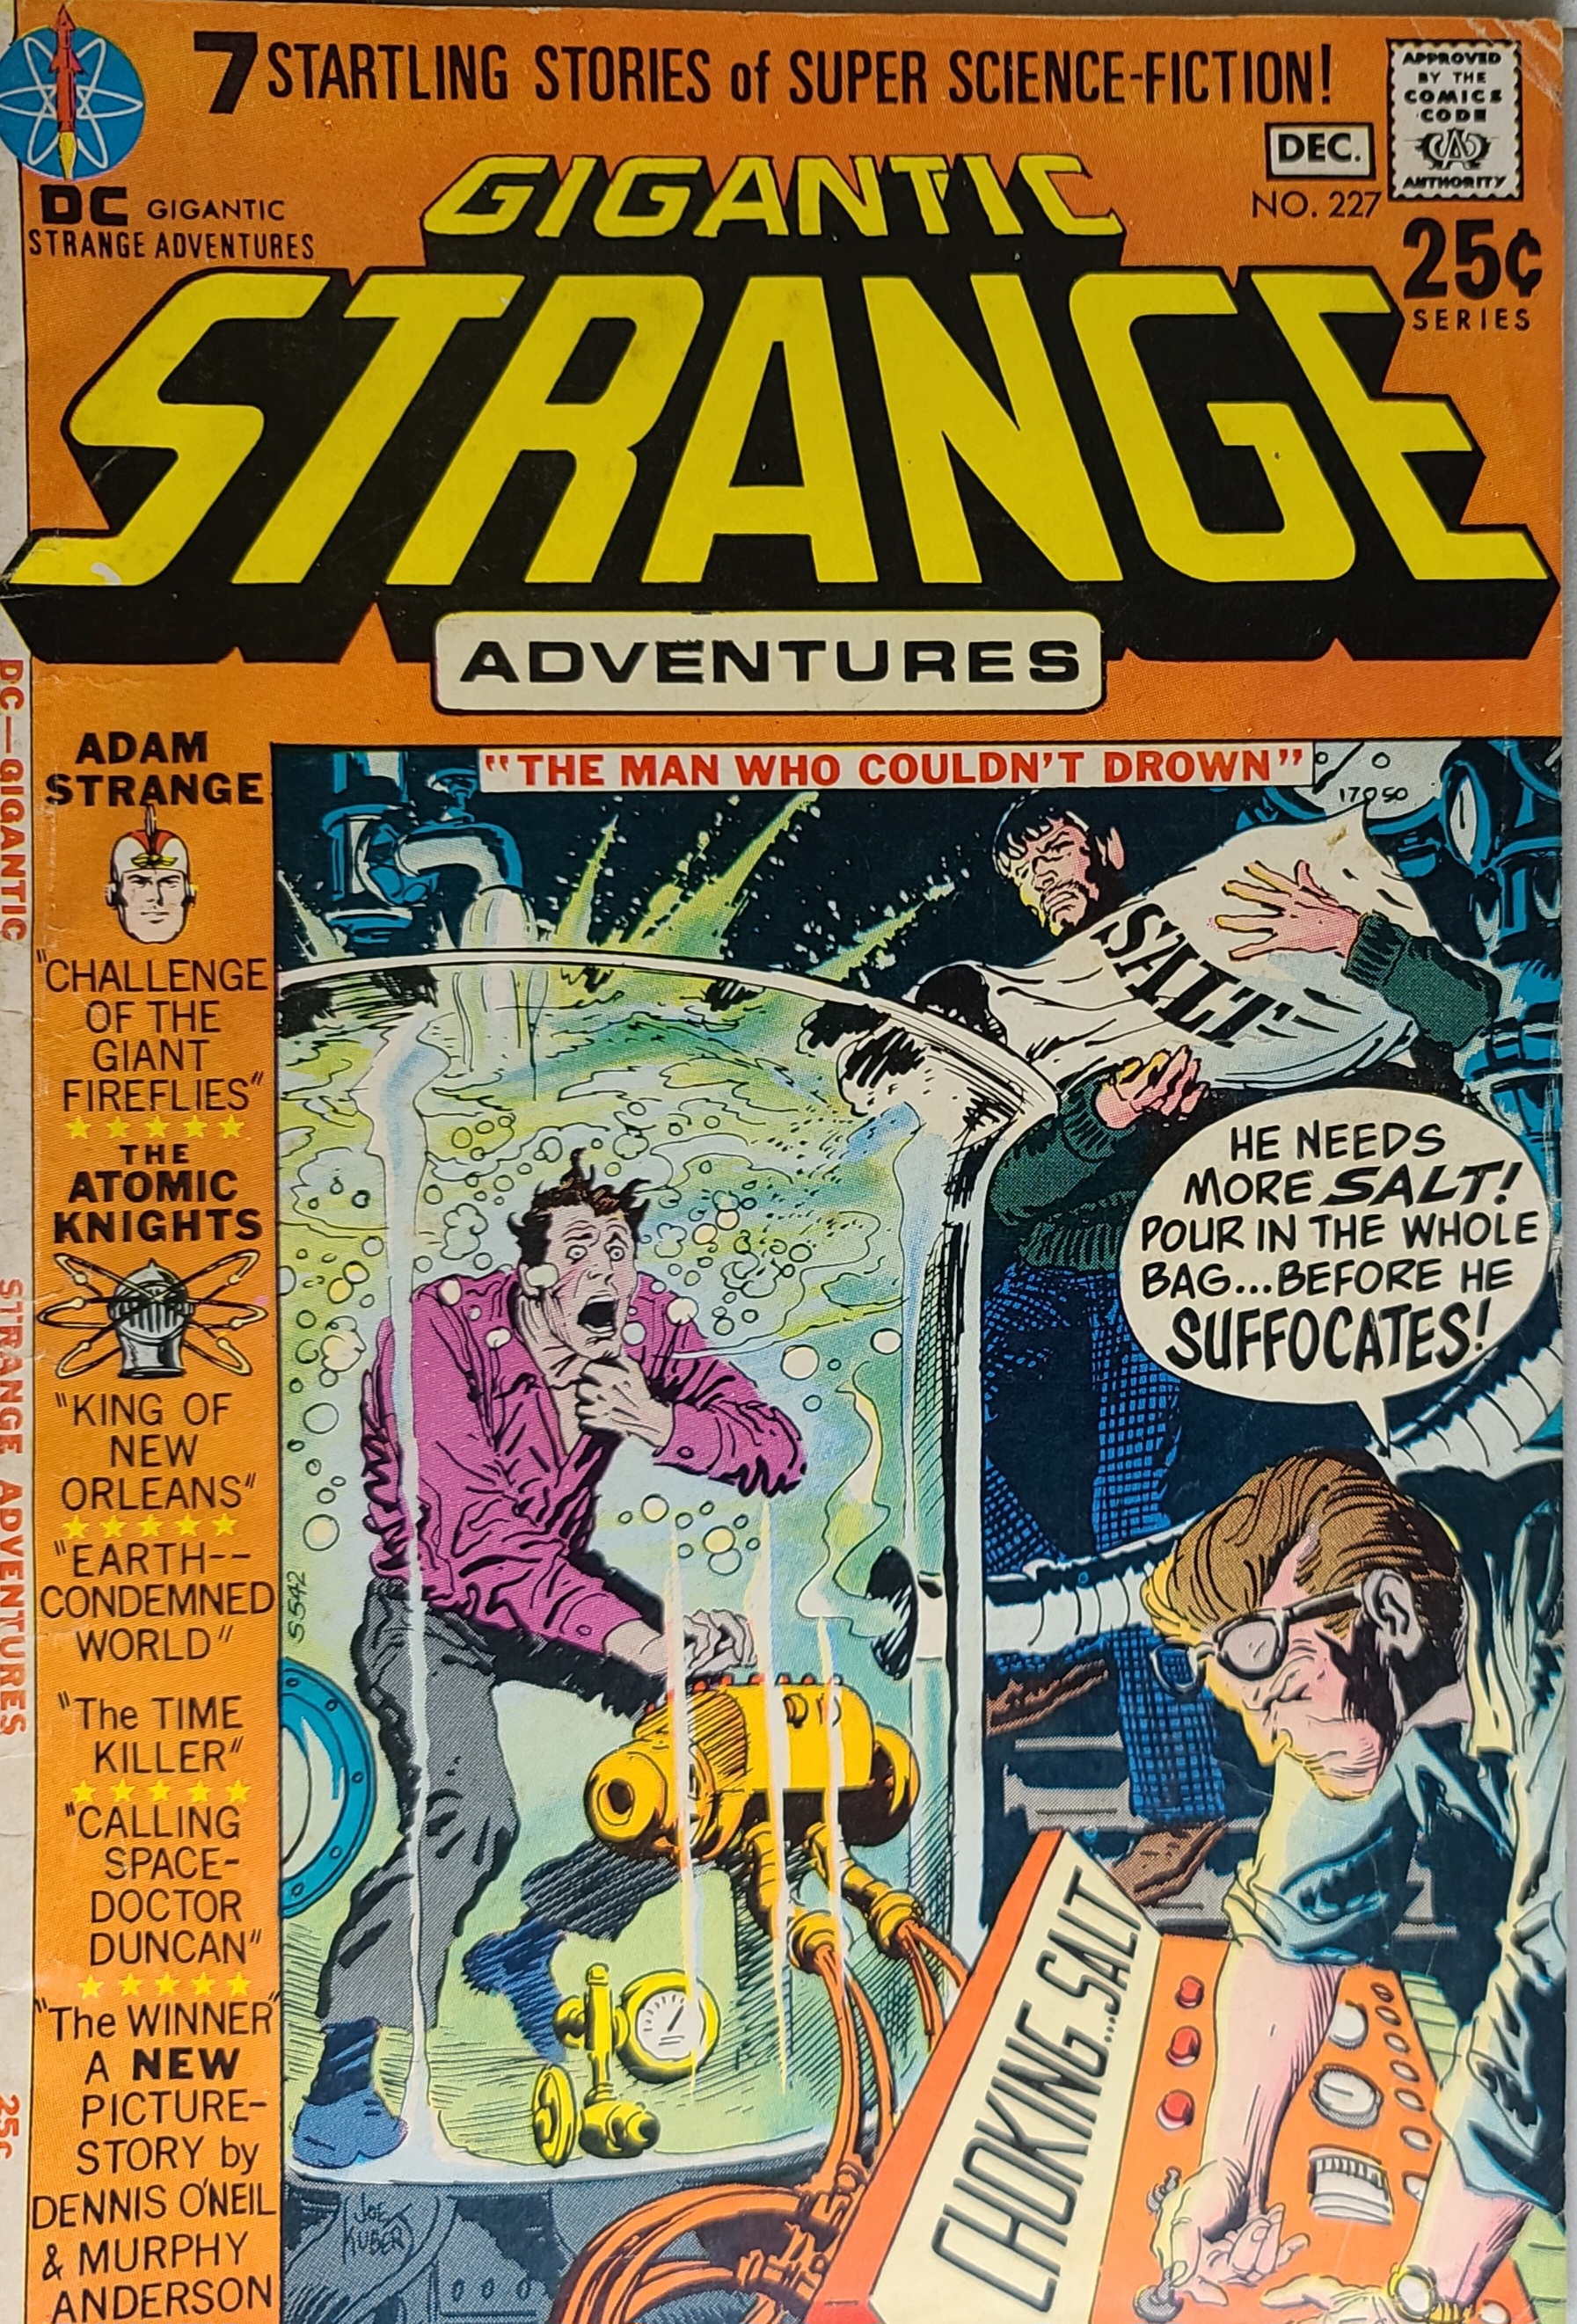 7 STARTLING STORIES of SUPER SCIENCE-FICTION!
APPROVED
BY THE
COMICS
CODE
CA
AUTHORITY
DEC.
NO. 227
25¢
SERIES
DC GIGANTIC
STRANGE ADVENTURES
GIGANTIC
STRANGE
ADVENTURES
DC—GIGANTIC
STRANGE ADVENTURES
25¢
ADAM
STRANGE
"CHALLENGE
OF THE
GIANT
FIREFLIES"
THE
ATOMIC
KNIGHTS
"KING OF
NEW
ORLEANS"
"EARTH--
CONDEMNED
WORLD"
"The TIME
KILLER"
"CALLING
SPACE-
DOCTOR
DUNCAN"
"The WINNER"
A NEW
PICTURE-
STORY by
DENNIS O'NEIL
& MURPHY
ANDERSON
"THE MAN WHO COULDN'T DROWN"
17050
SALT
HE NEEDS
MORE SALT!
POUR IN THE WHOLE
BAG...BEFORE HE
SUFFOCATES!
5542
CHOKING...SALT
JOE
KUBERT